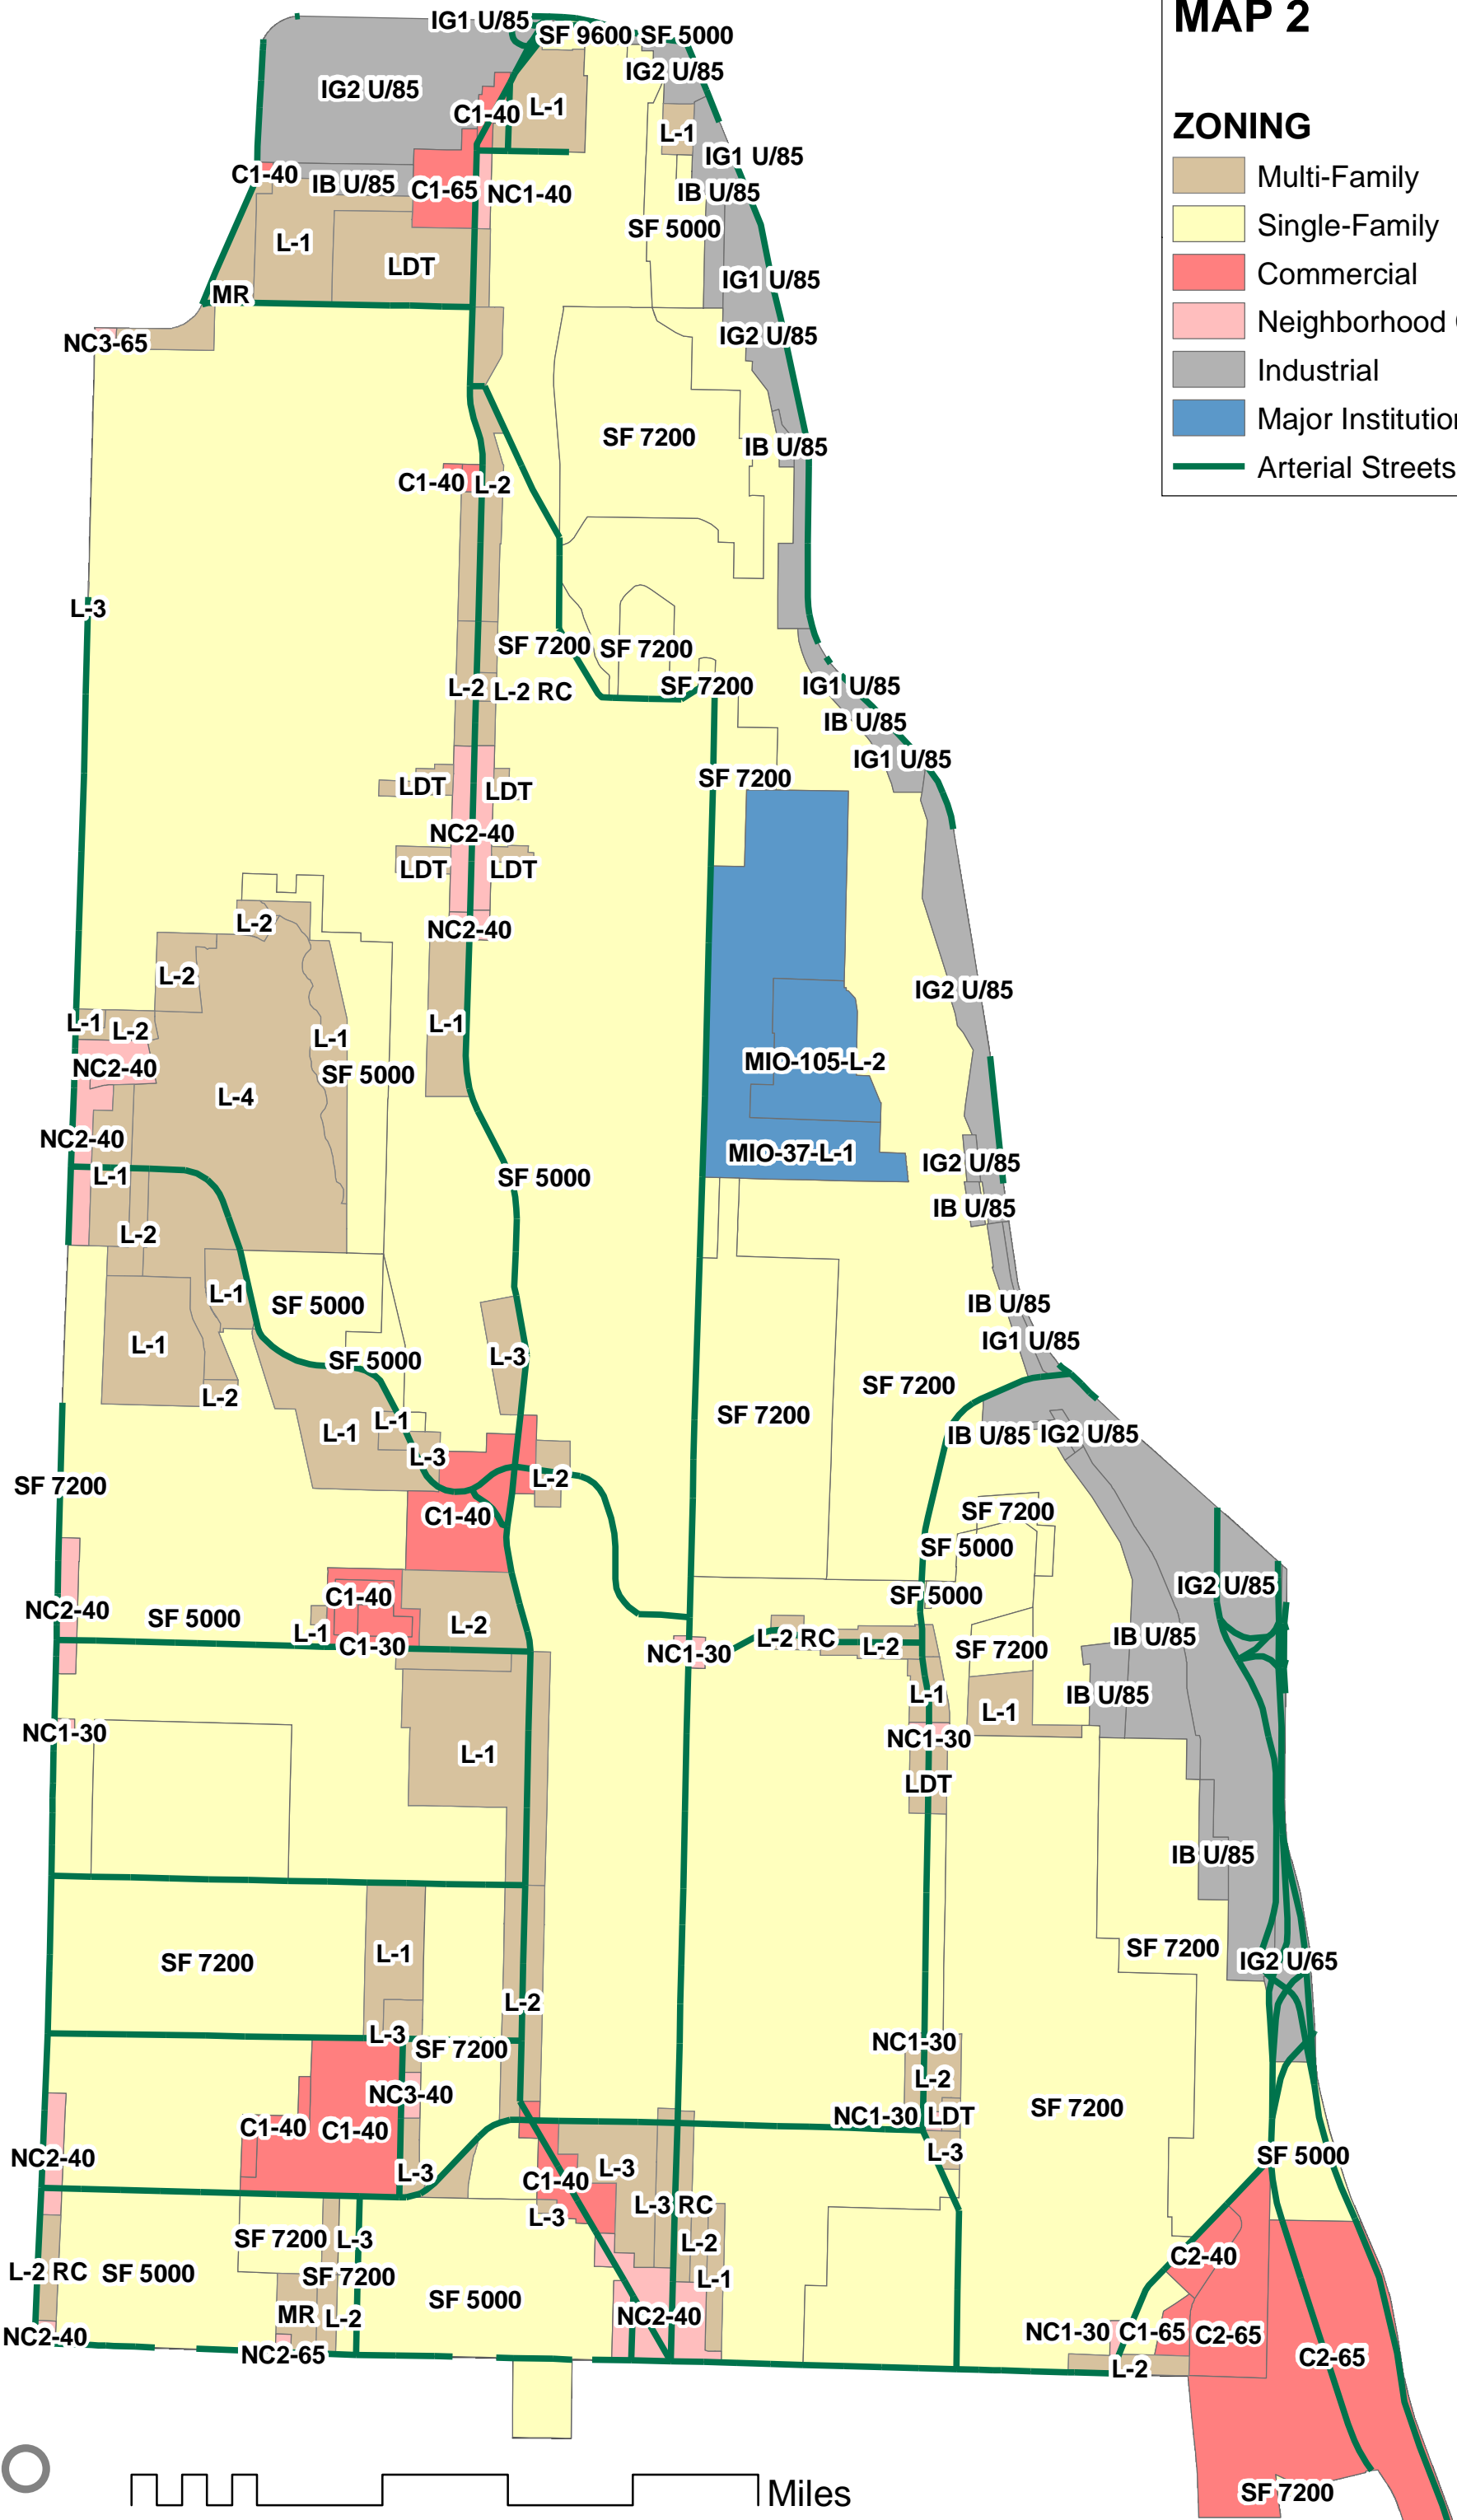 MAP 2
ZONING
Multi-Family
Single-Family
Commercial
Neighborhood
Industrial
Major Institution
Arterial Streets
IG1 U/85
SF 9600
SF 5000
IG2 U/85
IG2 U/85
C1-40
L-1
L-1
IG1 U/85
C1-40
IB U/85
C1-65
NC1-40
IB U/85
SF 5000
L-1
LDT
IG1 U/85
MR
IG2 U/85
NC3-65
SF 7200
IB U/85
C1-40
L-2
L-3
SF 7200
SF 7200
L-2
L-2 RC
SF 7200
IG1 U/85
IB U/85
IG1 U/85
SF 7200
LDT
LDT
NC2-40
LDT
LDT
L-2
NC2-40
L-2
IG2 U/85
L-1
L-2
L-1
L-1
NC2-40
SF 5000
MIO-105-L-2
L-4
NC2-40
MIO-37-L-1
IG2 U/85
L-1
SF 5000
IB U/85
L-2
L-1
SF 5000
IB U/85
L-1
IG1 U/85
SF 5000
L-3
L-2
SF 7200
L-1
L-1
SF 7200
IB U/85
IG2 U/85
L-3
SF 7200
L-2
C1-40
SF 7200
SF 5000
C1-40
SF 5000
IG2 U/85
NC2-40
SF 5000
L-1
L-2
C1-30
NC1-30
L-2 RC
L-2
SF 7200
IB U/85
L-1
IB U/85
L-1
NC1-30
L-1
NC1-30
LDT
IB U/85
L-1
SF 7200
SF 7200
IG2 U/65
L-2
L-3
SF 7200
NC1-30
L-2
NC3-40
C1-40
C1-40
NC1-30
LDT
SF 7200
NC2-40
L-3
C1-40
L-3
L-3
SF 5000
L-3
L-3 RC
SF 7200
L-3
L-2
C2-40
L-2 RC
SF 5000
SF 7200
L-1
SF 5000
MR
L-2
NC2-40
NC1-30
C1-65
C2-65
NC2-40
NC2-65
L-2
C2-65
SF 7200
Miles